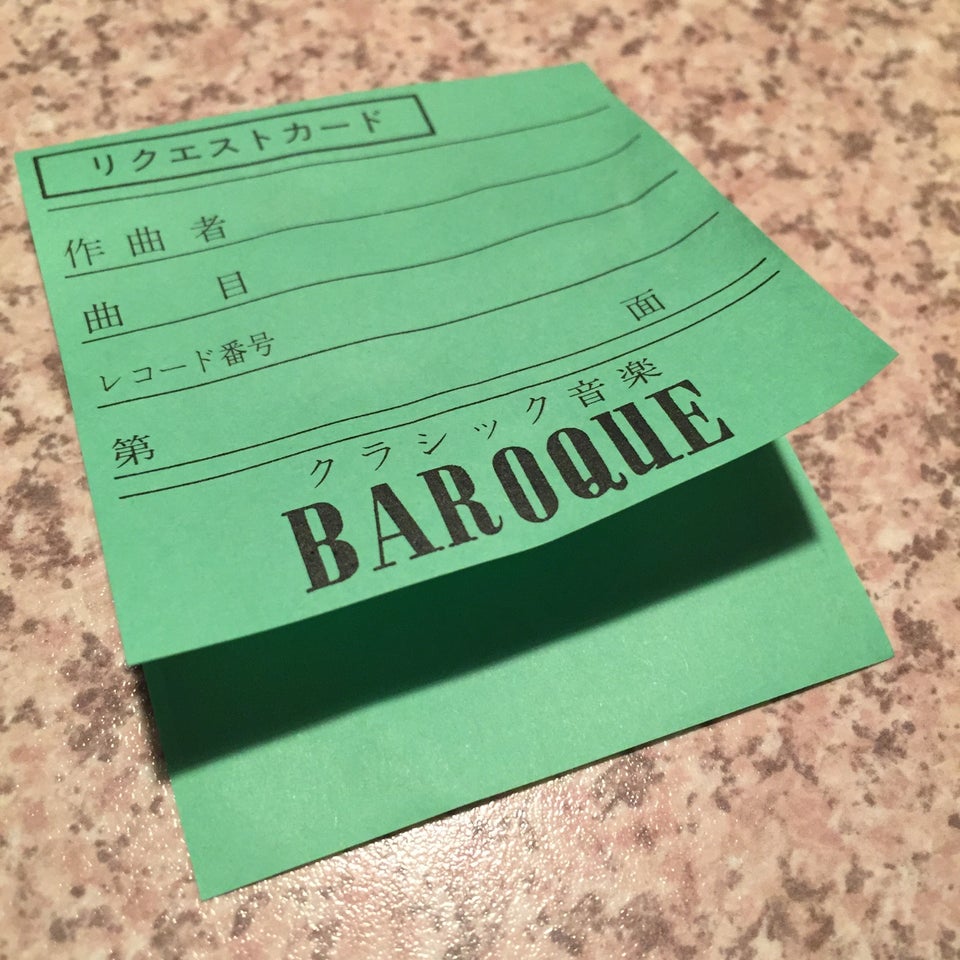 リクエストカード
作曲者
曲目
レコード番号
第 面
クラシック音楽
BAROQUE